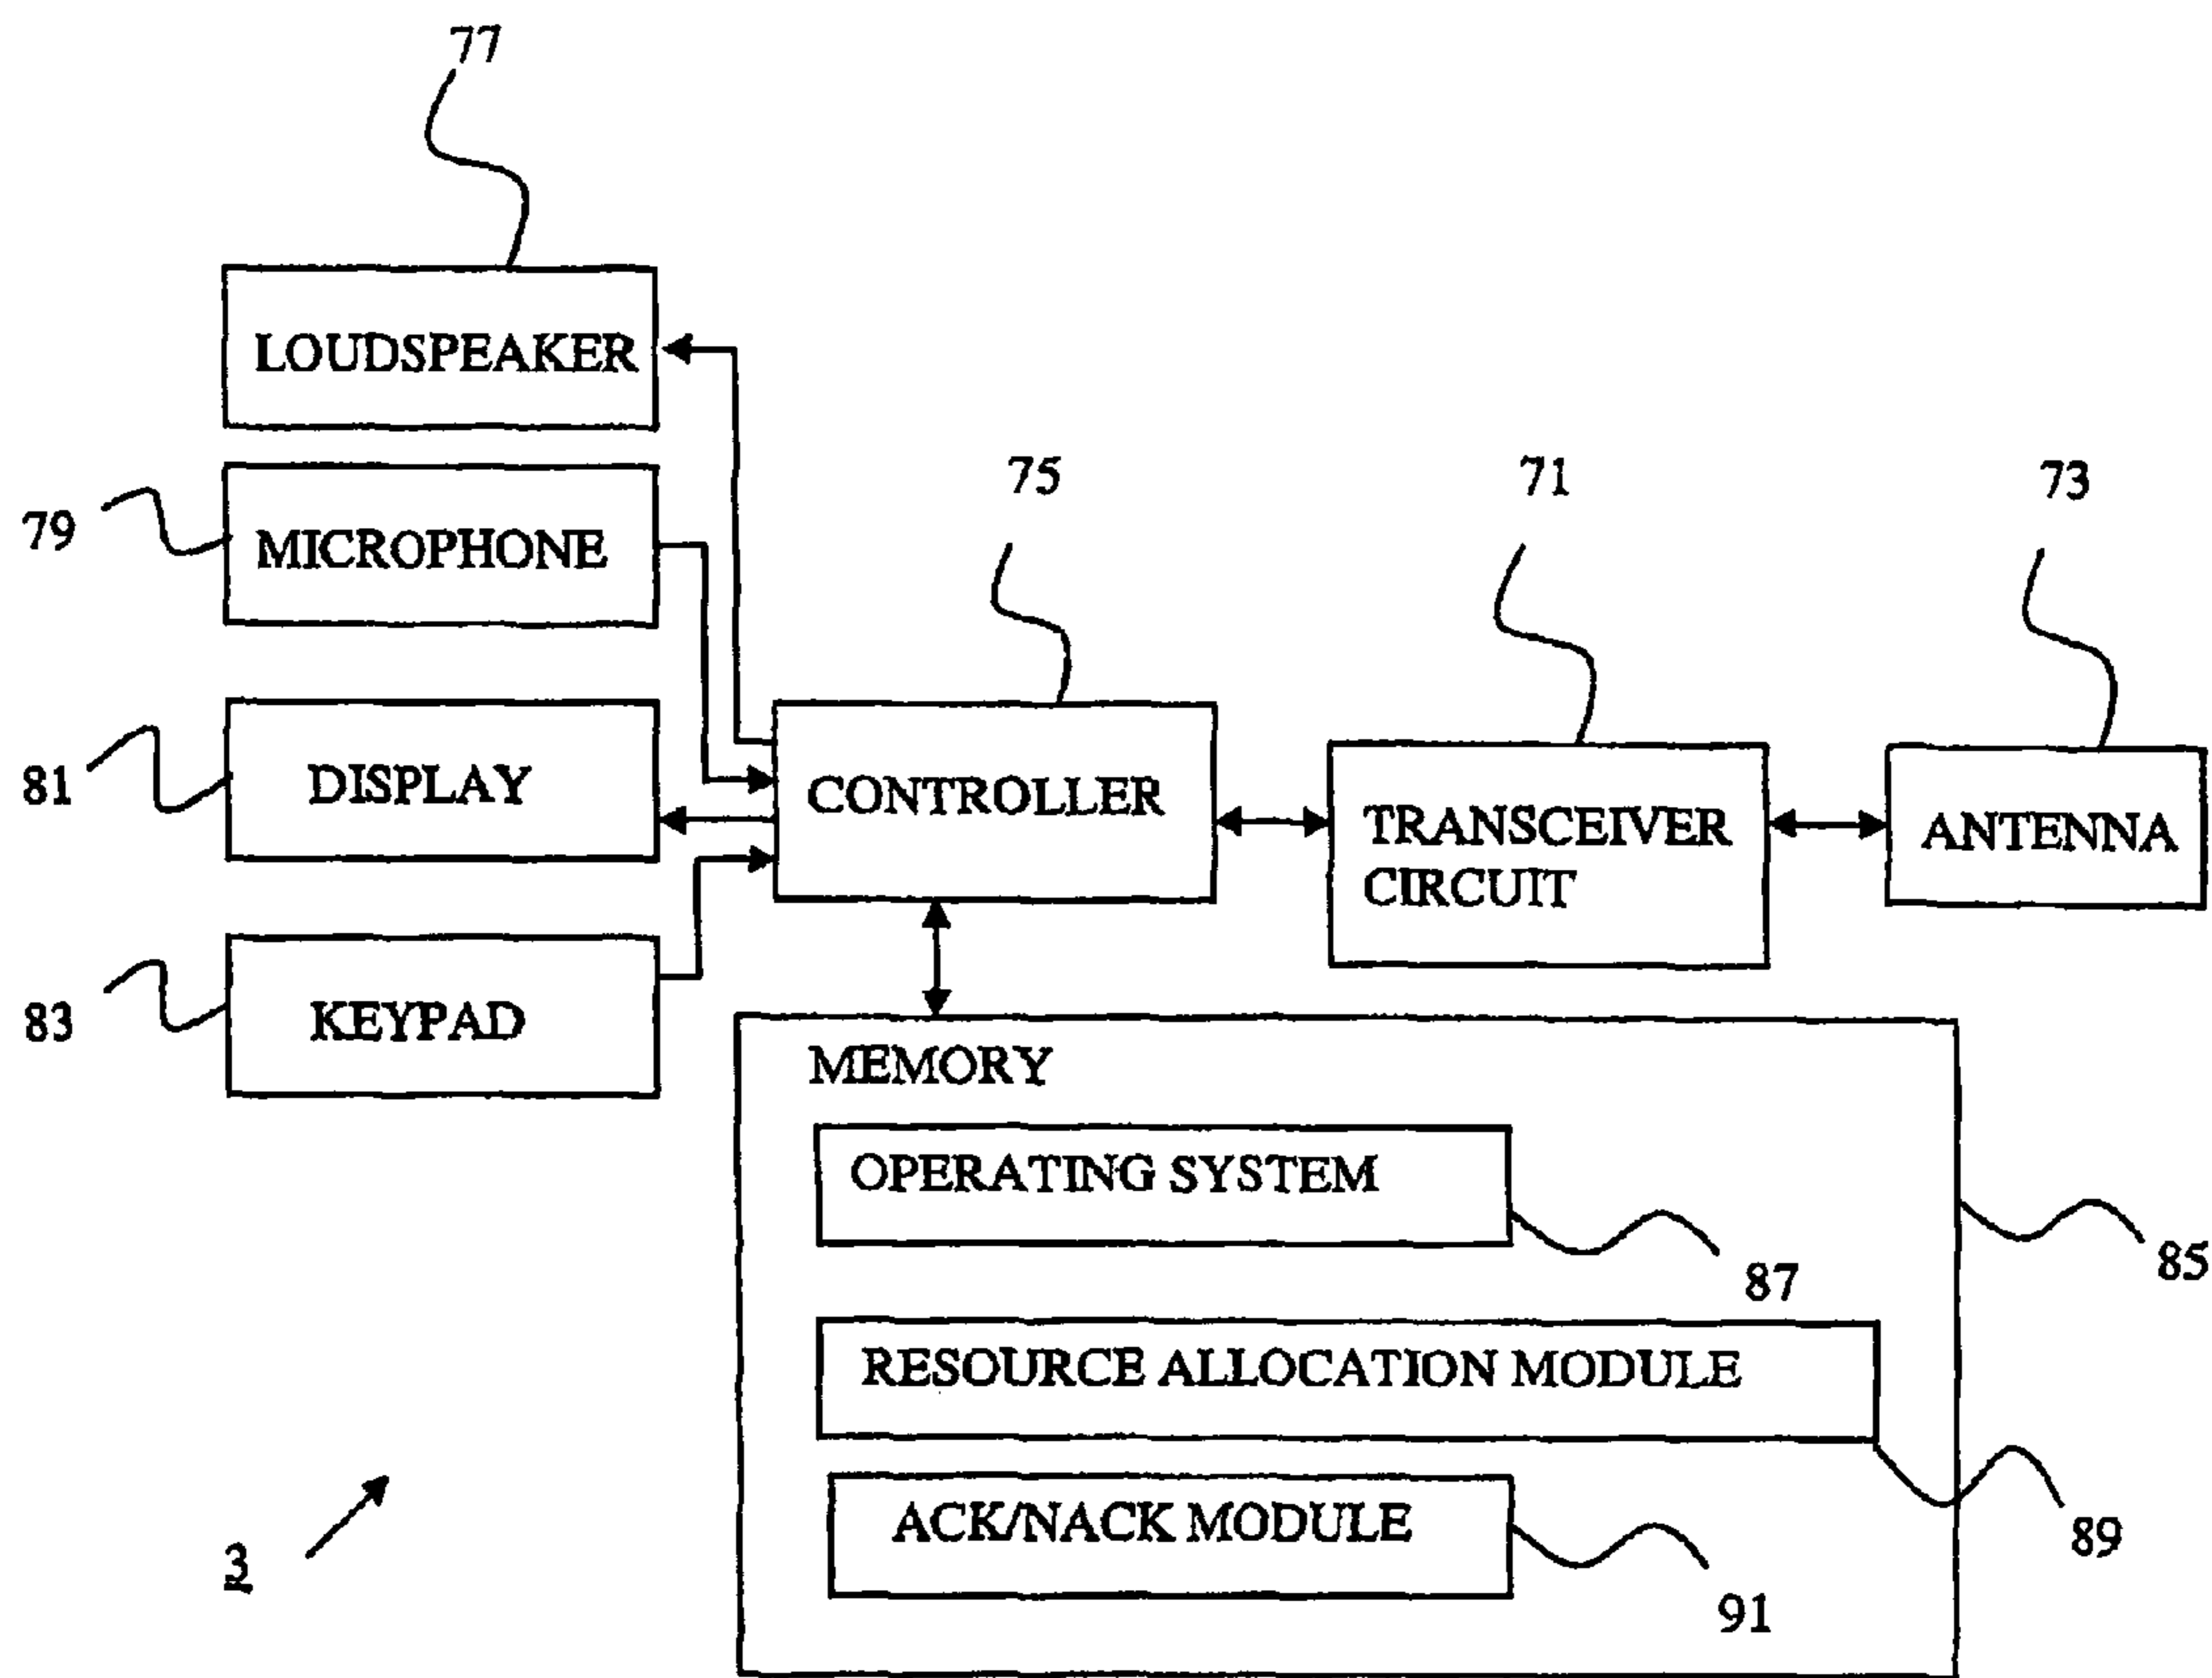 77
LOUDSPEAKER
75
71
73
79
MICROPHONE
81
DISPLAY
CONTROLLER
TRANSCEIVER
CIRCUIT
ANTENNA
83
KEYPAD
MEMORY
OPERATING SYSTEM
85
87
RESOURCE ALLOCATION MODULE
ACK/NACK MODULE
89
3
91